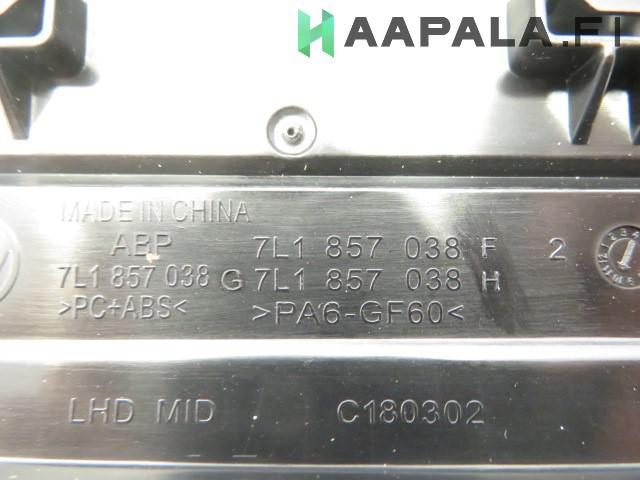 HAAPALA.FI
MADE IN CHINA
ABP 7L1 857 038 F 2
7L1 857 038 G 7L1 857 038 H
>PC+ABS< >PA6-GF60<
LHD MID C180302